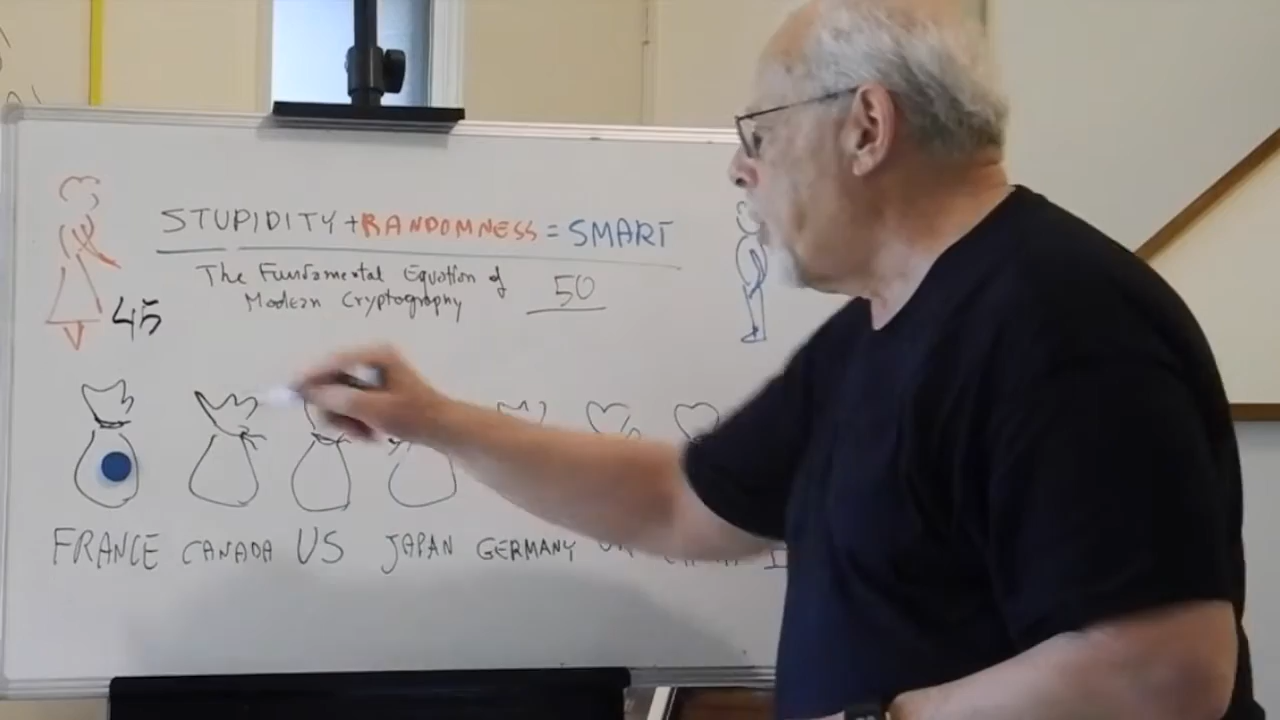 STUPIDITY + RANDOMNESS = SMART
The Fundamental Equation of
Modern Cryptography
50
45
FRANCE CANADA US JAPAN GERMANY